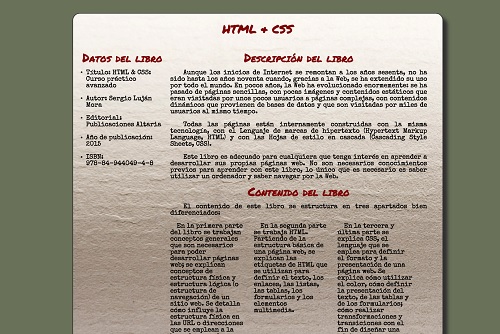 HTML & CSS
Datos del libro
· Título: HTML & CSS:
Curso práctico
avanzado
· Autor: Sergio Luján
Mora
· Editorial:
Publicaciones Altaria
· Año de publicación:
2015
· ISBN:
978-84-944049-4-8
Descripción del libro
Aunque los inicios de Internet se remontan a los años sesenta, no ha
sido hasta los años noventa cuando, gracias a la Web, se ha extendido su uso
por todo el mundo. En pocos años, la Web ha evolucionado enormemente: se ha
pasado de páginas sencillas, con pocas imágenes y contenidos estáticos que
eran visitadas por unos pocos usuarios a páginas complejas, con contenidos
dinámicos que provienen de bases de datos y que son visitadas por miles de
usuarios al mismo tiempo.
Todas las páginas están internamente construidas con la misma
tecnología, con el Lenguaje de marcas de hipertexto (Hypertext Markup
Language, HTML) y con las Hojas de estilo en cascada (Cascading Style
Sheets, CSS).
Este libro es adecuado para cualquiera que tenga interés en aprender a
desarrollar sus propias páginas web. No son necesarios conocimientos
previos para aprender con este libro, lo único que es necesario es saber
utilizar un ordenador y saber navegar por la Web.
Contenido del libro
El contenido de este libro se estructura en tres apartados bien
diferenciados:
En la primera parte
del libro se trabajan
conceptos generales
que son necesarios
para poder
desarrollar páginas
web: se explican
conceptos de
estructura física y
estructura lógica (o
estructura de
navegación) de un
sitio web. Se detalla
cómo influye la
estructura física en
las URL o direcciones
que se emplean a la
En la segunda parte
se trabaja HTML.
Partiendo de la
estructura básica de
una página web, se
explican las
etiquetas de HTML que
se utilizan para
definir el texto, los
enlaces, las listas,
las tablas, los
formularios y los
elementos
multimedia.
En la tercera y
última parte se
explica CSS, el
lenguaje que se
emplea para definir
el formato y la
presentación de una
página web. Se
explica cómo utilizar
el color, cómo definir
la presentación del
texto, de las tablas y
de los formularios;
cómo realizar
transformaciones y
transiciones con el
fin de diseñar una